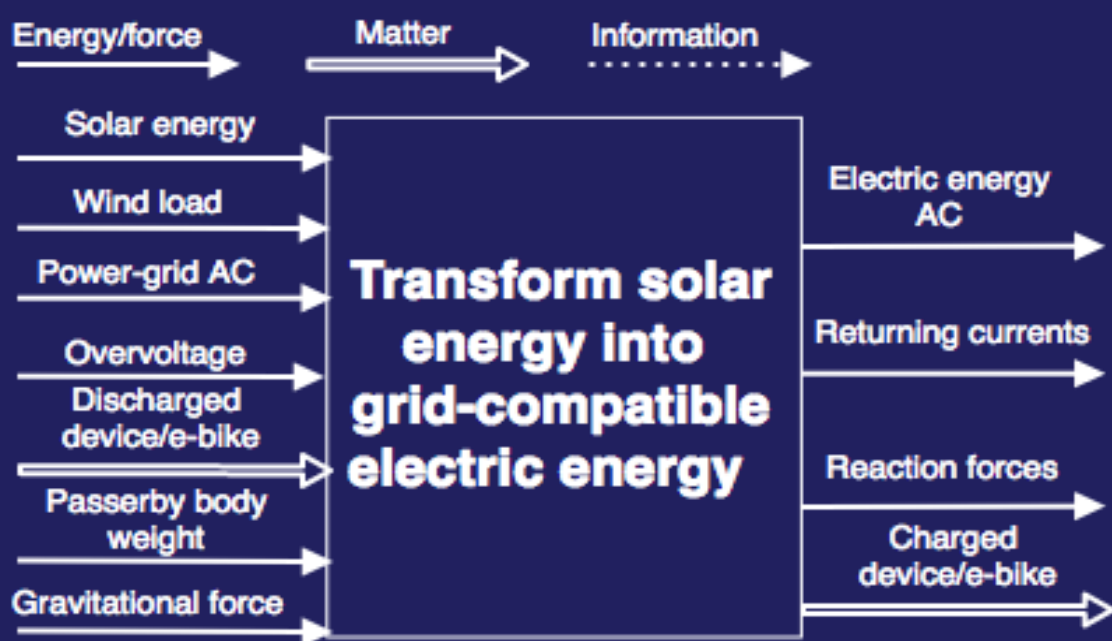 Energy/force
Matter
Information
Solar energy
Wind load
Power-grid AC
Overvoltage
Discharged
device/e-bike
Passerby body
weight
Gravitational force
Transform solar
energy into
grid-compatible
electric energy
Electric energy
AC
Returning currents
Reaction forces
Charged
device/e-bike